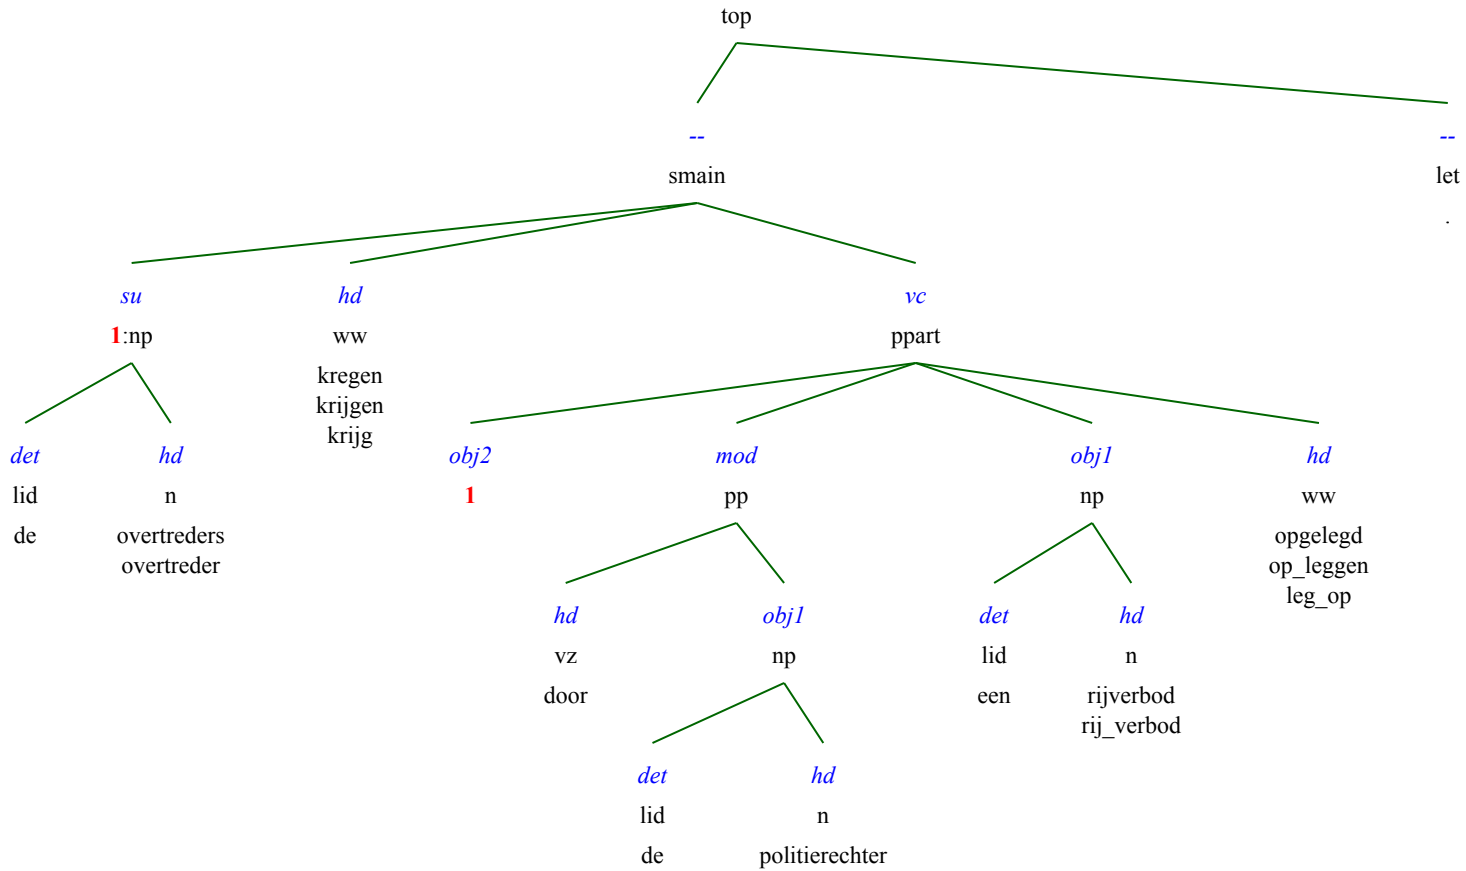 top
-- --
smain let
.
su hd vc
1:np ww ppart
kregen
krijgen
krijg
det hd obj2 mod obj1 hd
lid n 1 pp np ww
de overtreders opgelegd
overtreder op_leggen
leg_op
hd obj1 det hd
vz np lid n
door een rijverbod
rij_verbod
det hd
lid n
de politierechter